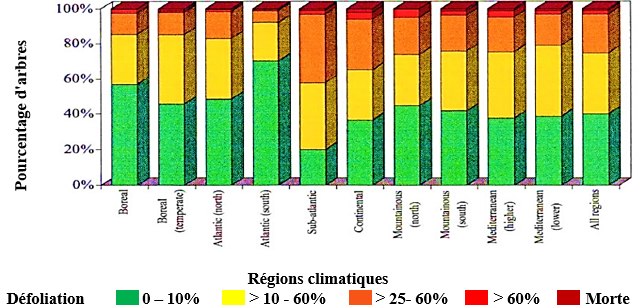 Pourcentage d'arbres
100%
80%
60%
40%
20%
0%
Boreal
Boreal
(temperate)
Atlantic (north)
Atlantic (south)
Sub-atlantic
Continental
Mountainous
(north)
Mountainous
(south)
Mediterranean
(higher)
Mediterranean
(lower)
All regions
Régions climatiques
Défoliation 0 – 10% > 10 - 60% > 25- 60% > 60% Morte